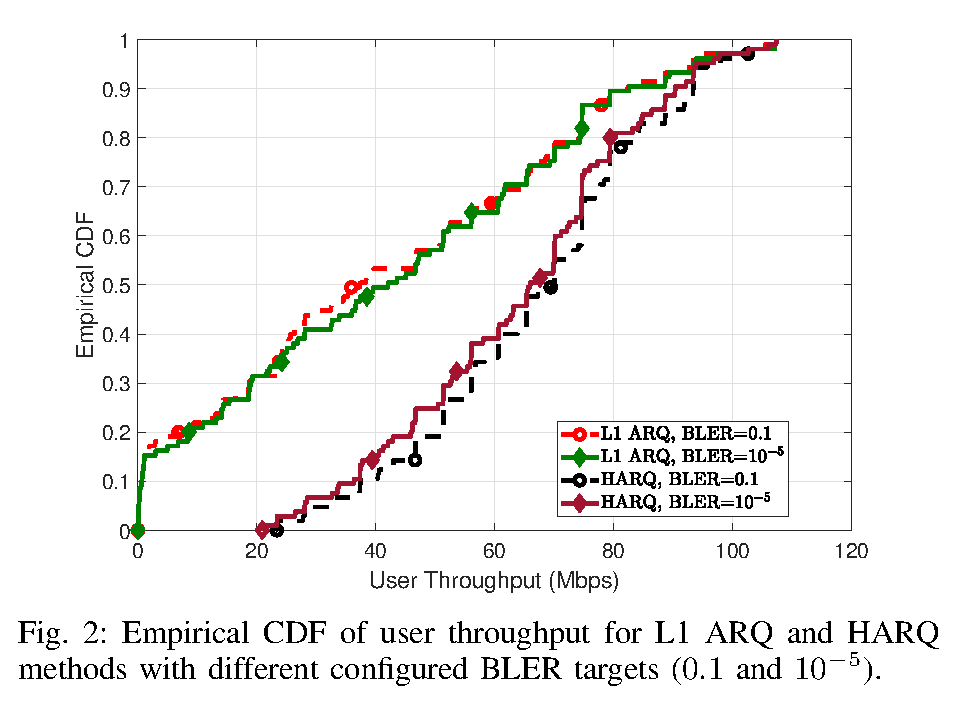 1
0.9
0.8
0.7
0.6
0.5
0.4
0.3
0.2
0.1
0
0 20 40 60 80 100 120
Empirical CDF
User Throughput (Mbps)
L1 ARQ, BLER=0.1
L1 ARQ, BLER=10⁻⁵
HARQ, BLER=0.1
HARQ, BLER=10⁻⁵
Fig. 2: Empirical CDF of user throughput for L1 ARQ and HARQ
methods with different configured BLER targets (0.1 and 10⁻⁵).